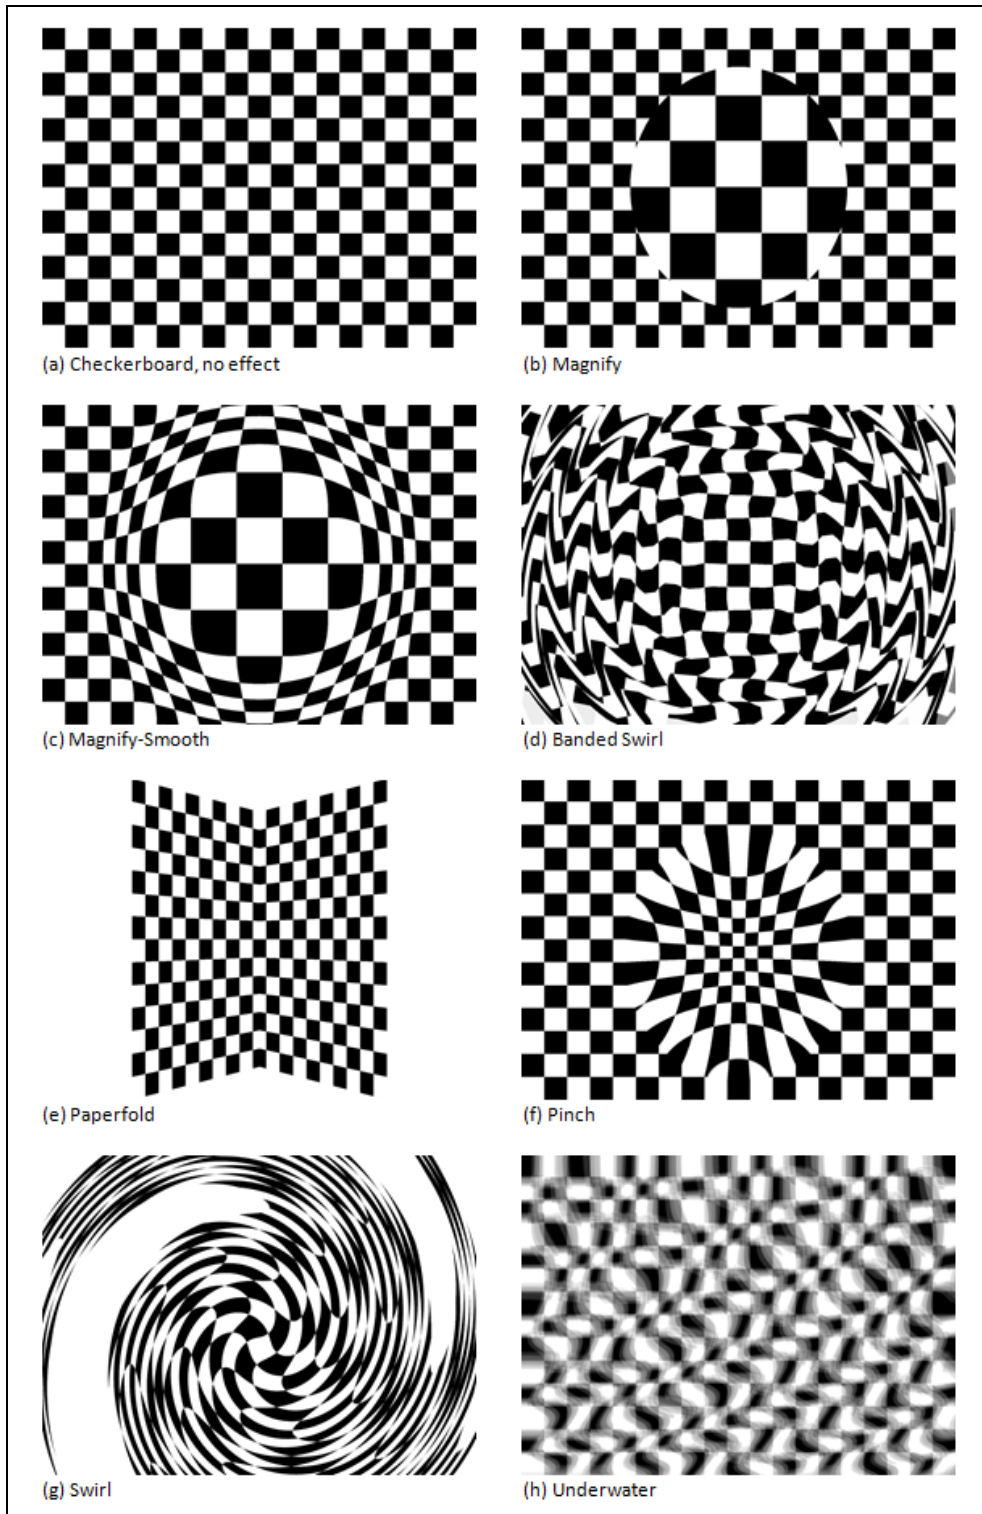 (a) Checkerboard, no effect
(b) Magnify
(c) Magnify-Smooth
(d) Banded Swirl
(e) Paperfold
(f) Pinch
(g) Swirl
(h) Underwater